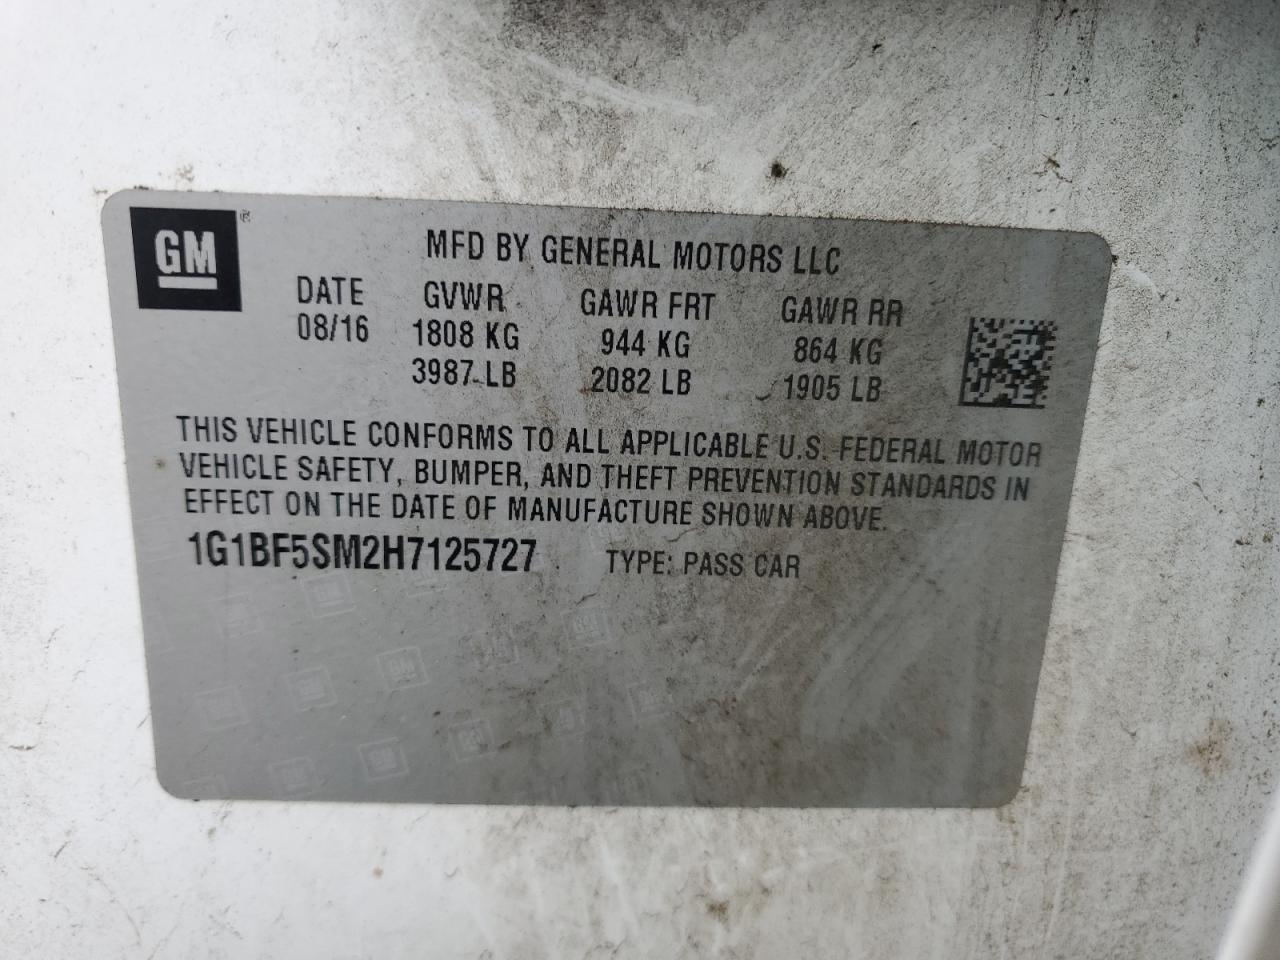 GM ®
MFD BY GENERAL MOTORS LLC
DATE GVWR GAWR FRT GAWR RR
08/16 1808 KG 944 KG 864 KG
3987 LB 2082 LB 1905 LB
THIS VEHICLE CONFORMS TO ALL APPLICABLE U.S. FEDERAL MOTOR
VEHICLE SAFETY, BUMPER, AND THEFT PREVENTION STANDARDS IN
EFFECT ON THE DATE OF MANUFACTURE SHOWN ABOVE.
1G1BF5SM2H7125727 TYPE: PASS CAR